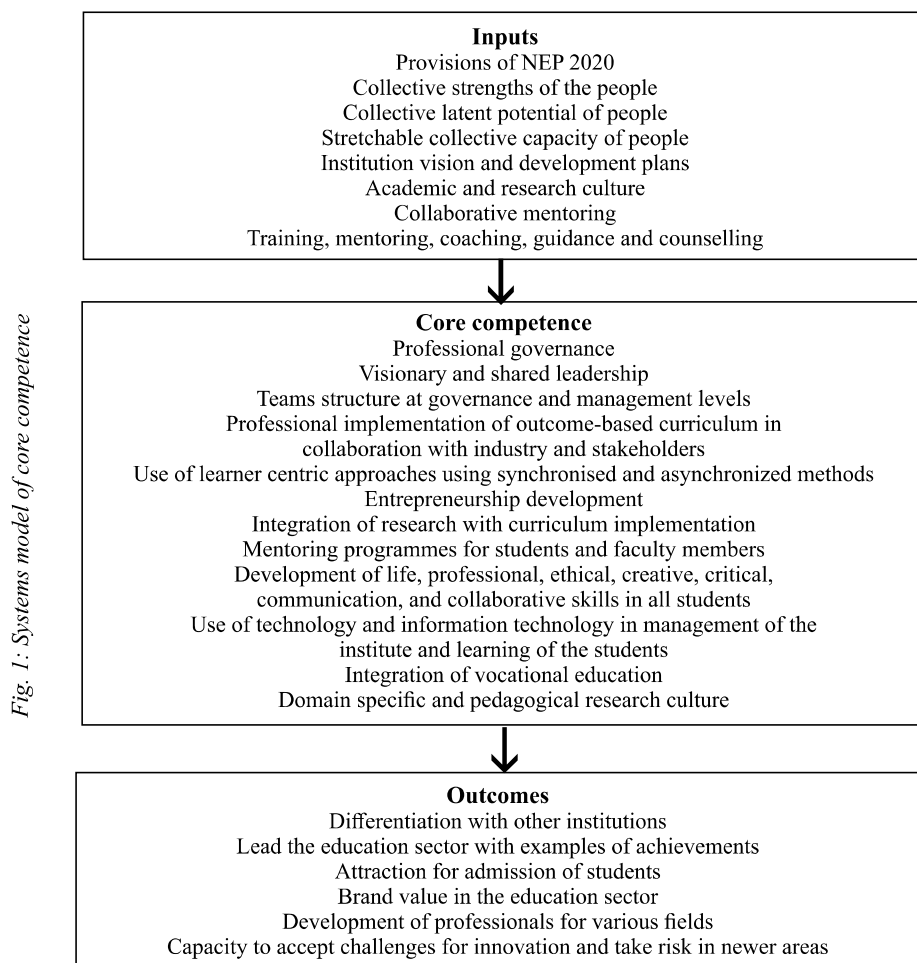 Inputs
Provisions of NEP 2020
Collective strengths of the people
Collective latent potential of people
Stretchable collective capacity of people
Institution vision and development plans
Academic and research culture
Collaborative mentoring
Training, mentoring, coaching, guidance and counselling
Core competence
Professional governance
Visionary and shared leadership
Teams structure at governance and management levels
Professional implementation of outcome-based curriculum in
collaboration with industry and stakeholders
Use of learner centric approaches using synchronised and asynchronized methods
Entrepreneurship development
Integration of research with curriculum implementation
Mentoring programmes for students and faculty members
Development of life, professional, ethical, creative, critical,
communication, and collaborative skills in all students
Use of technology and information technology in management of the
institute and learning of the students
Integration of vocational education
Domain specific and pedagogical research culture
Outcomes
Differentiation with other institutions
Lead the education sector with examples of achievements
Attraction for admission of students
Brand value in the education sector
Development of professionals for various fields
Capacity to accept challenges for innovation and take risk in newer areas
Fig. 1: Systems model of core competence